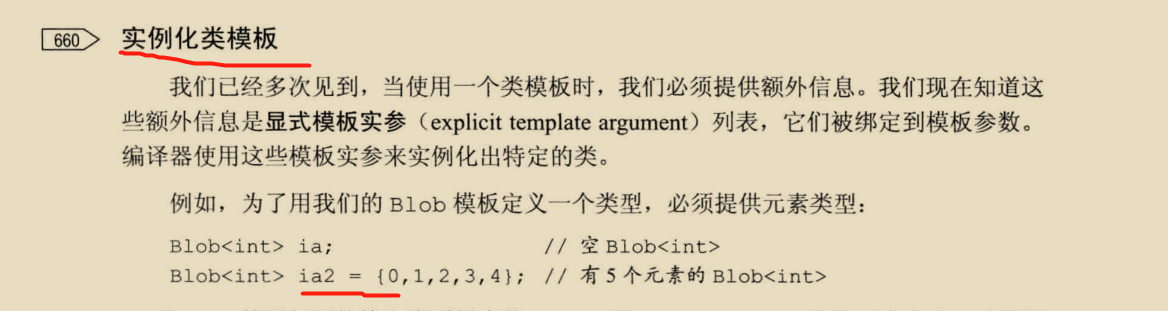 660 实例化类模板
我们已经多次见到，当使用一个类模板时，我们必须提供额外信息。我们现在知道这
些额外信息是显式模板实参（explicit template argument）列表，它们被绑定到模板参数。
编译器使用这些模板实参来实例化出特定的类。
例如，为了用我们的 Blob 模板定义一个类型，必须提供元素类型：
Blob<int> ia; // 空 Blob<int>
Blob<int> ia2 = {0,1,2,3,4}; // 有 5 个元素的 Blob<int>